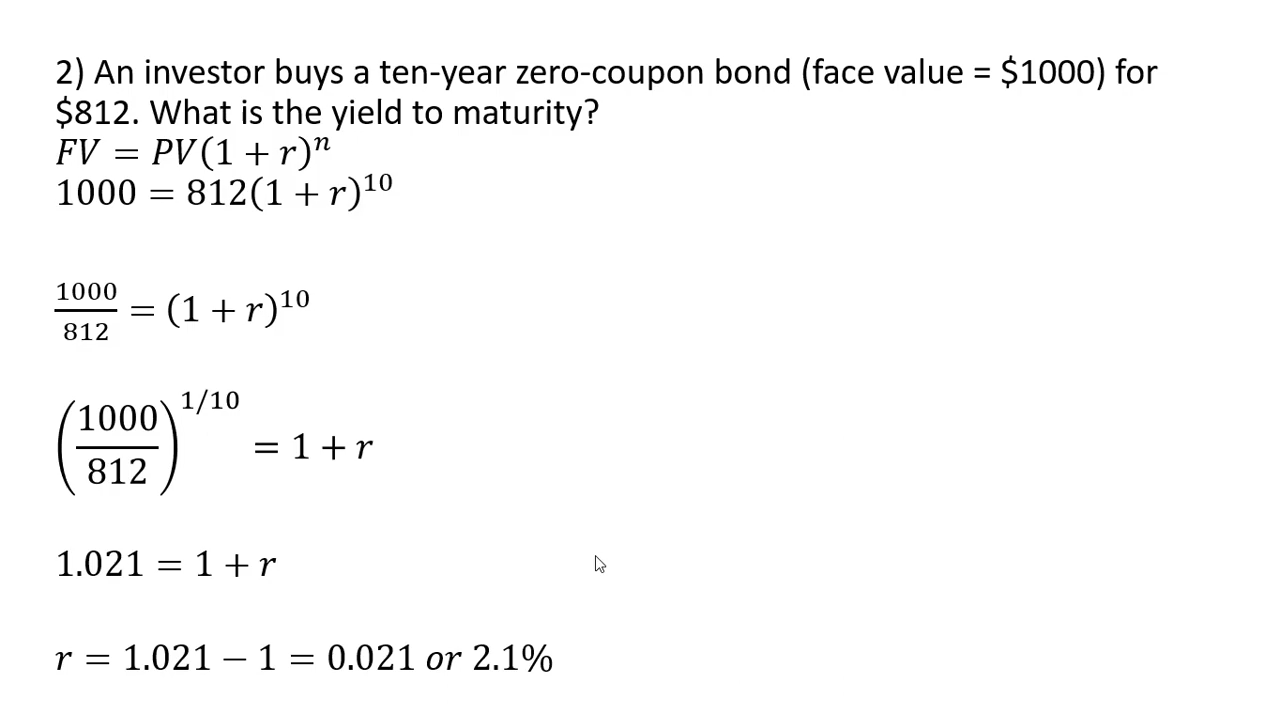 2) An investor buys a ten-year zero-coupon bond (face value = $1000) for
$812. What is the yield to maturity?
FV = PV(1 + r)^n
1000 = 812(1 + r)^10
1000/812 = (1 + r)^10
(1000/812)^1/10 = 1 + r
1.021 = 1 + r
r = 1.021 − 1 = 0.021 or 2.1%